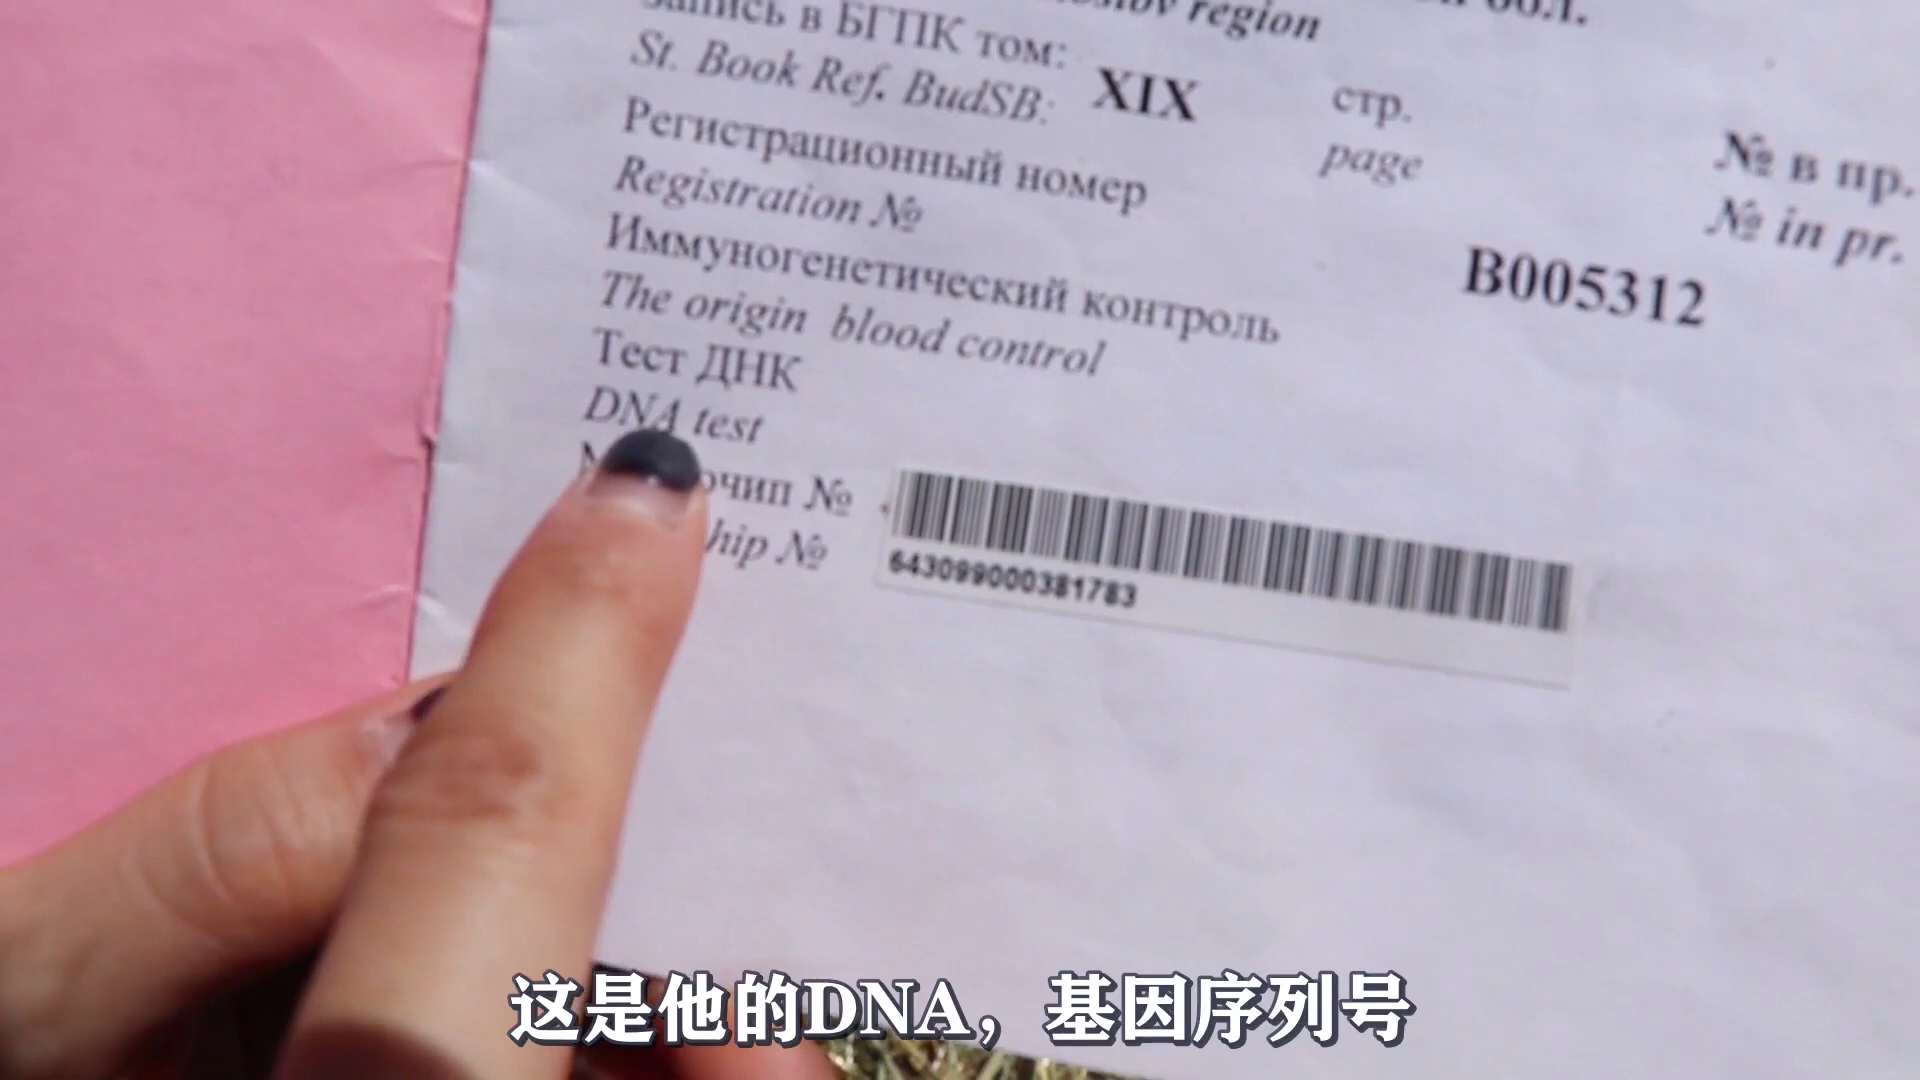 region обл.
запись в БГПК том: XIX стр. № в пр.
St. Book Ref. BudSB: page № in pr.
Регистрационный номер
Registration № B005312
Иммуногенетический контроль
The origin blood control
Тест ДНК
DNA test
№
№
643099000381783
这是他的DNA，基因序列号